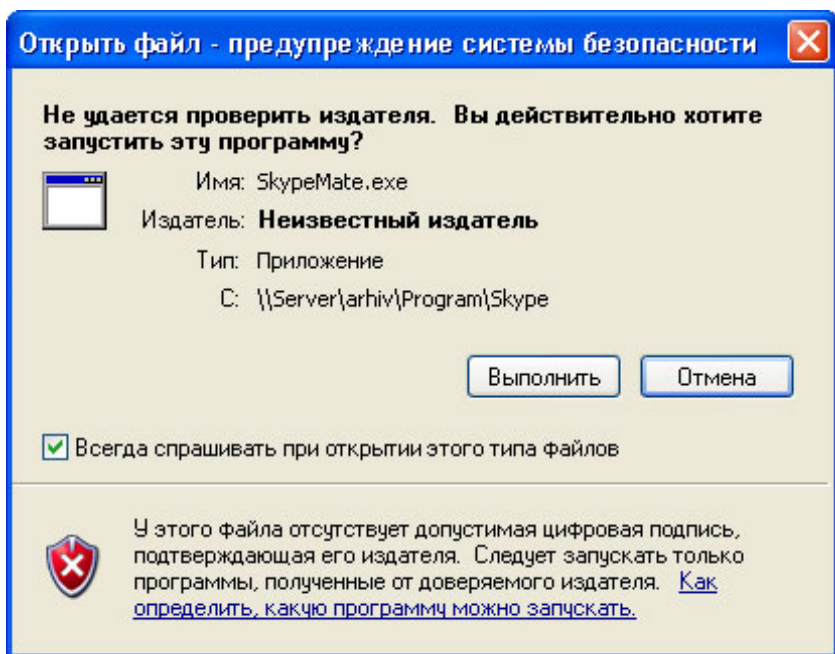 Открыть файл - предупреждение системы безопасности
Не удается проверить издателя. Вы действительно хотите
запустить эту программу?
Имя: SkypeMate.exe
Издатель: Неизвестный издатель
Тип: Приложение
С: \\Server\arhiv\Program\Skype
Выполнить Отмена
Всегда спрашивать при открытии этого типа файлов
У этого файла отсутствует допустимая цифровая подпись,
подтверждающая его издателя. Следует запускать только
программы, полученные от доверяемого издателя. Как
определить, какую программу можно запускать.